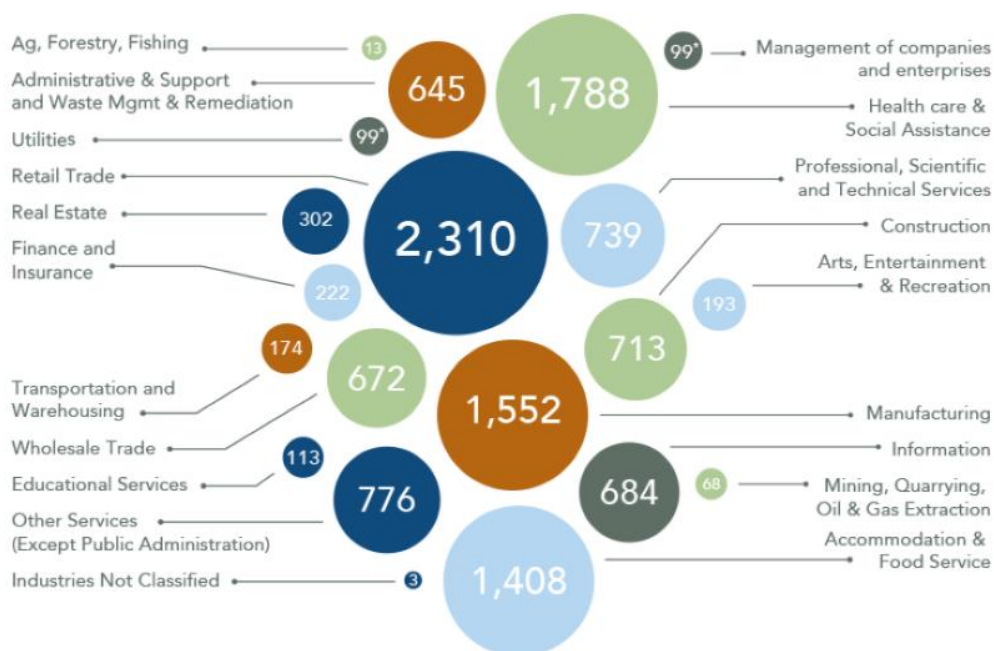 Ag, Forestry, Fishing
13
Administrative & Support
and Waste Mgmt & Remediation
645
Utilities
99*
Retail Trade
2,310
Real Estate
302
Finance and
Insurance
222
Transportation and
Warehousing
174
Wholesale Trade
672
Educational Services
113
Other Services
(Except Public Administration)
776
Industries Not Classified
3
99*
Management of companies
and enterprises
1,788
Health care &
Social Assistance
739
Professional, Scientific
and Technical Services
713
Construction
193
Arts, Entertainment
& Recreation
1,552
Manufacturing
684
Information
68
Mining, Quarrying,
Oil & Gas Extraction
1,408
Accommodation &
Food Service